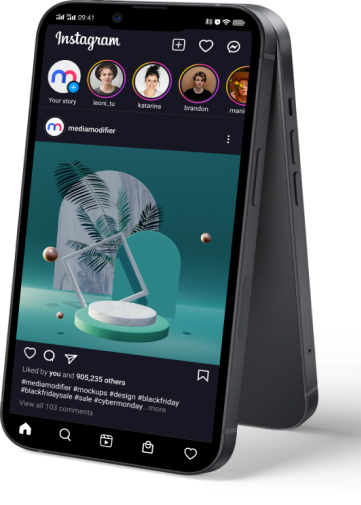 09:41
Instagram
Your story
leoni_tu
katarina
brandon
mediamodifier
Liked by you and 905,235 others
#mediamodifier #mockups #design #blackfriday
#blackfridaysale #sale #cybermonday...more
View all 103 comments